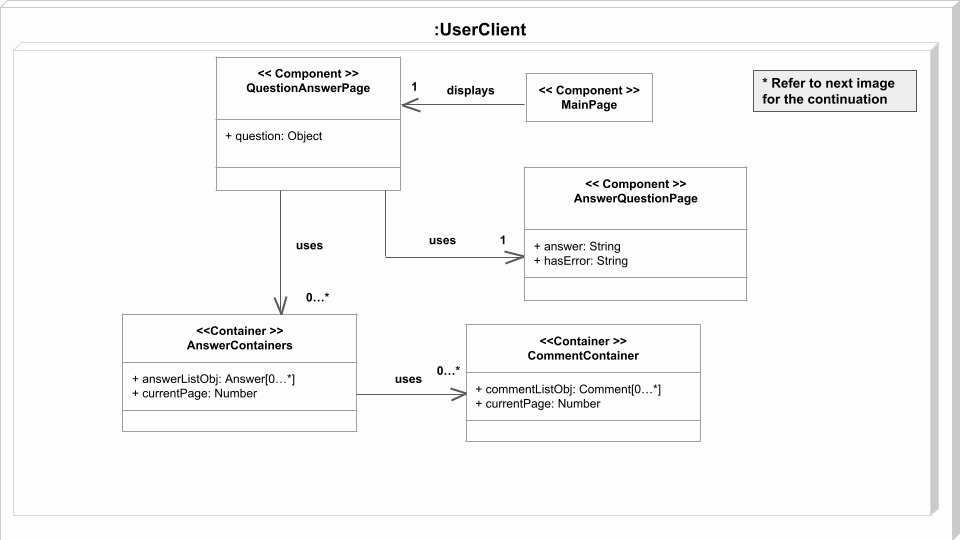 :UserClient
<< Component >>
QuestionAnswerPage
+ question: Object
1
displays
<< Component >>
MainPage
* Refer to next image
for the continuation
uses
0...*
uses
1
<< Component >>
AnswerQuestionPage
+ answer: String
+ hasError: String
<<Container >>
AnswerContainers
+ answerListObj: Answer[0...*]
+ currentPage: Number
uses
0...*
<<Container >>
CommentContainer
+ commentListObj: Comment[0...*]
+ currentPage: Number